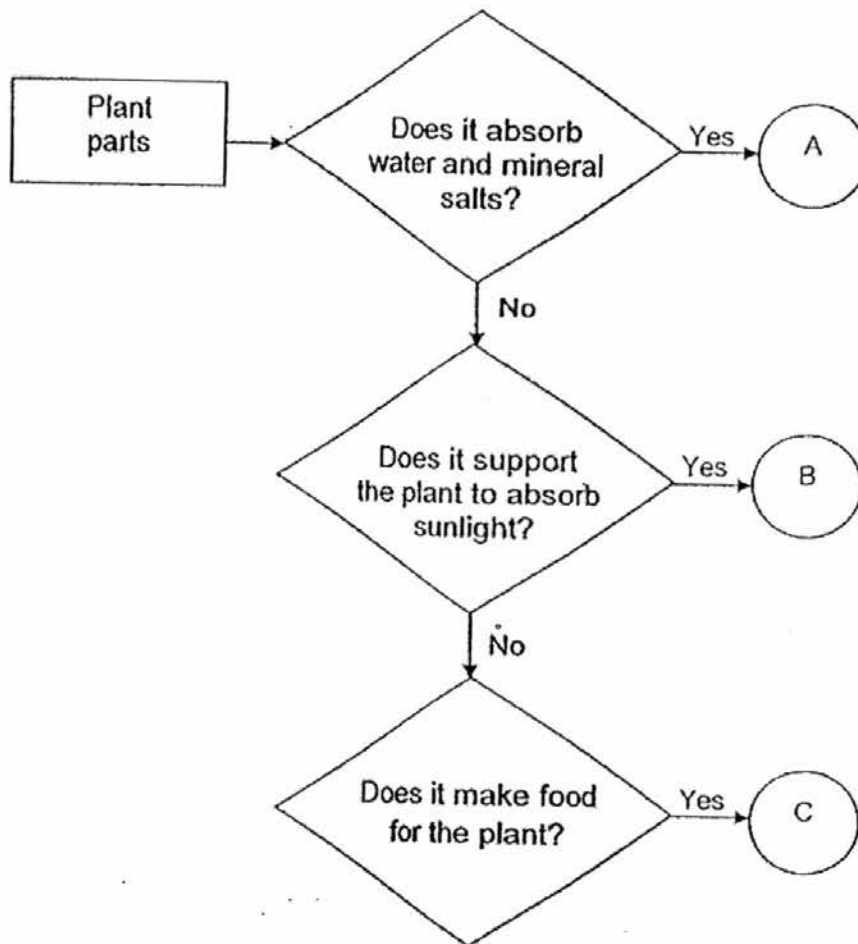 Plant
parts
Does it absorb
water and mineral
salts?
Yes
A
No
Does it support
the plant to absorb
sunlight?
Yes
B
No
Does it make food
for the plant?
Yes
C